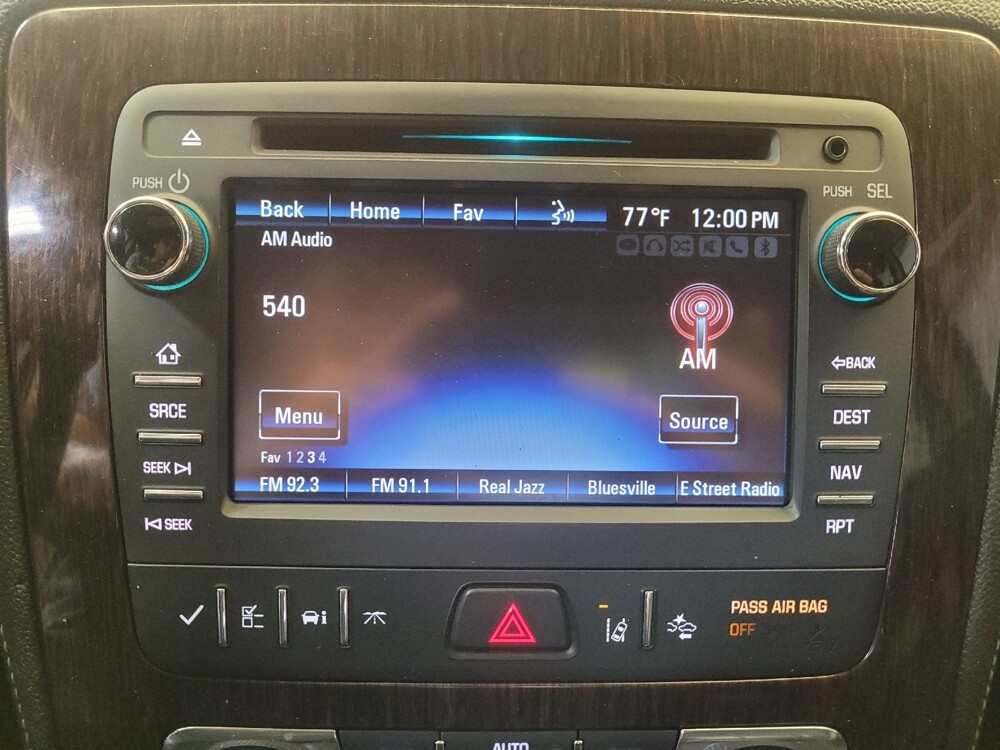 PUSH
PUSH SEL
Back Home Fav 77°F 12:00 PM
AM Audio
540
AM
BACK
SRCE
DEST
Menu
Source
Fav 1 2 3 4
SEEK
NAV
FM 92.3 FM 91.1 Real Jazz Bluesville E Street Radio
SEEK
RPT
PASS AIR BAG
OFF
AUTO